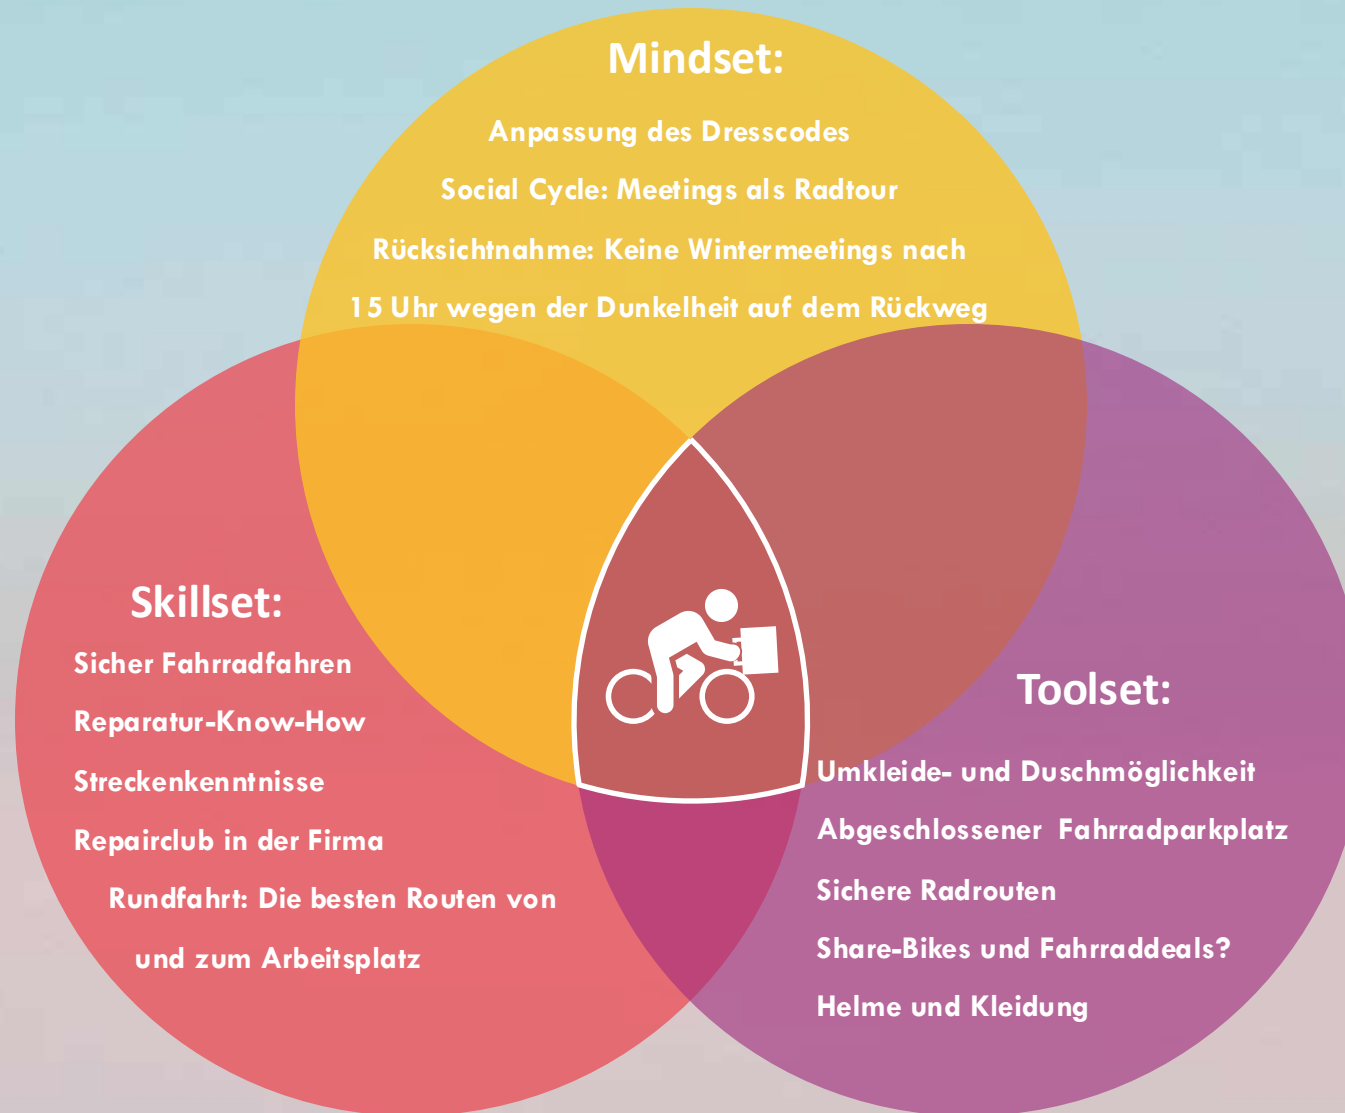 Mindset:
Anpassung des Dresscodes
Social Cycle: Meetings als Radtour
Rücksichtnahme: Keine Wintermeetings nach
15 Uhr wegen der Dunkelheit auf dem Rückweg
Skillset:
Sicher Fahrradfahren
Reparatur-Know-How
Streckenkenntnisse
Repairclub in der Firma
Rundfahrt: Die besten Routen von
und zum Arbeitsplatz
Toolset:
Umkleide- und Duschmöglichkeit
Abgeschlossener Fahrradparkplatz
Sichere Radrouten
Share-Bikes und Fahrraddeals?
Helme und Kleidung